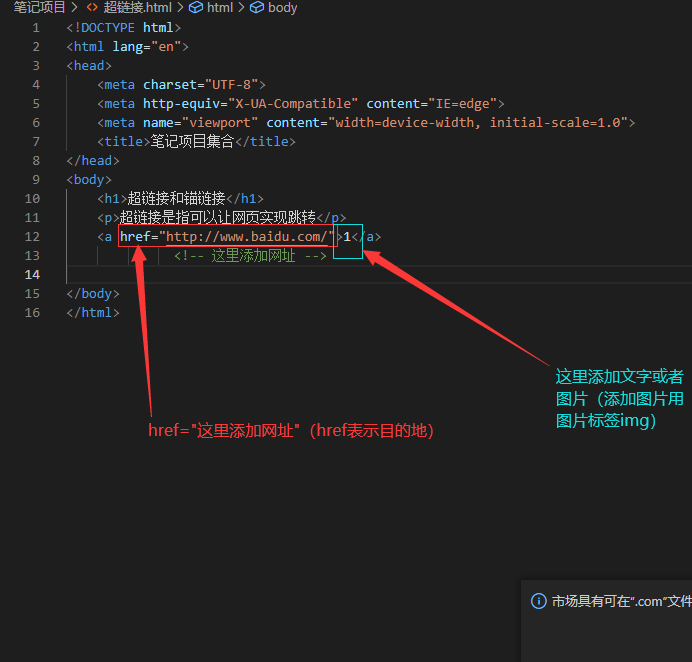 笔记项目 > <> 超链接.html > html > body
1 <!DOCTYPE html>
2 <html lang="en">
3 <head>
4 <meta charset="UTF-8">
5 <meta http-equiv="X-UA-Compatible" content="IE=edge">
6 <meta name="viewport" content="width=device-width, initial-scale=1.0">
7 <title>笔记项目集合</title>
8 </head>
9 <body>
10 <h1>超链接和锚链接</h1>
11 <p>超链接是指可以让网页实现跳转</p>
12 <a href="http://www.baidu.com/">1</a>
13 <!-- 这里添加网址 -->
14
15 </body>
16 </html>
这里添加文字或者
图片（添加图片用
图片标签img）
href="这里添加网址"（href表示目的地）
市场具有可在“.com”文件